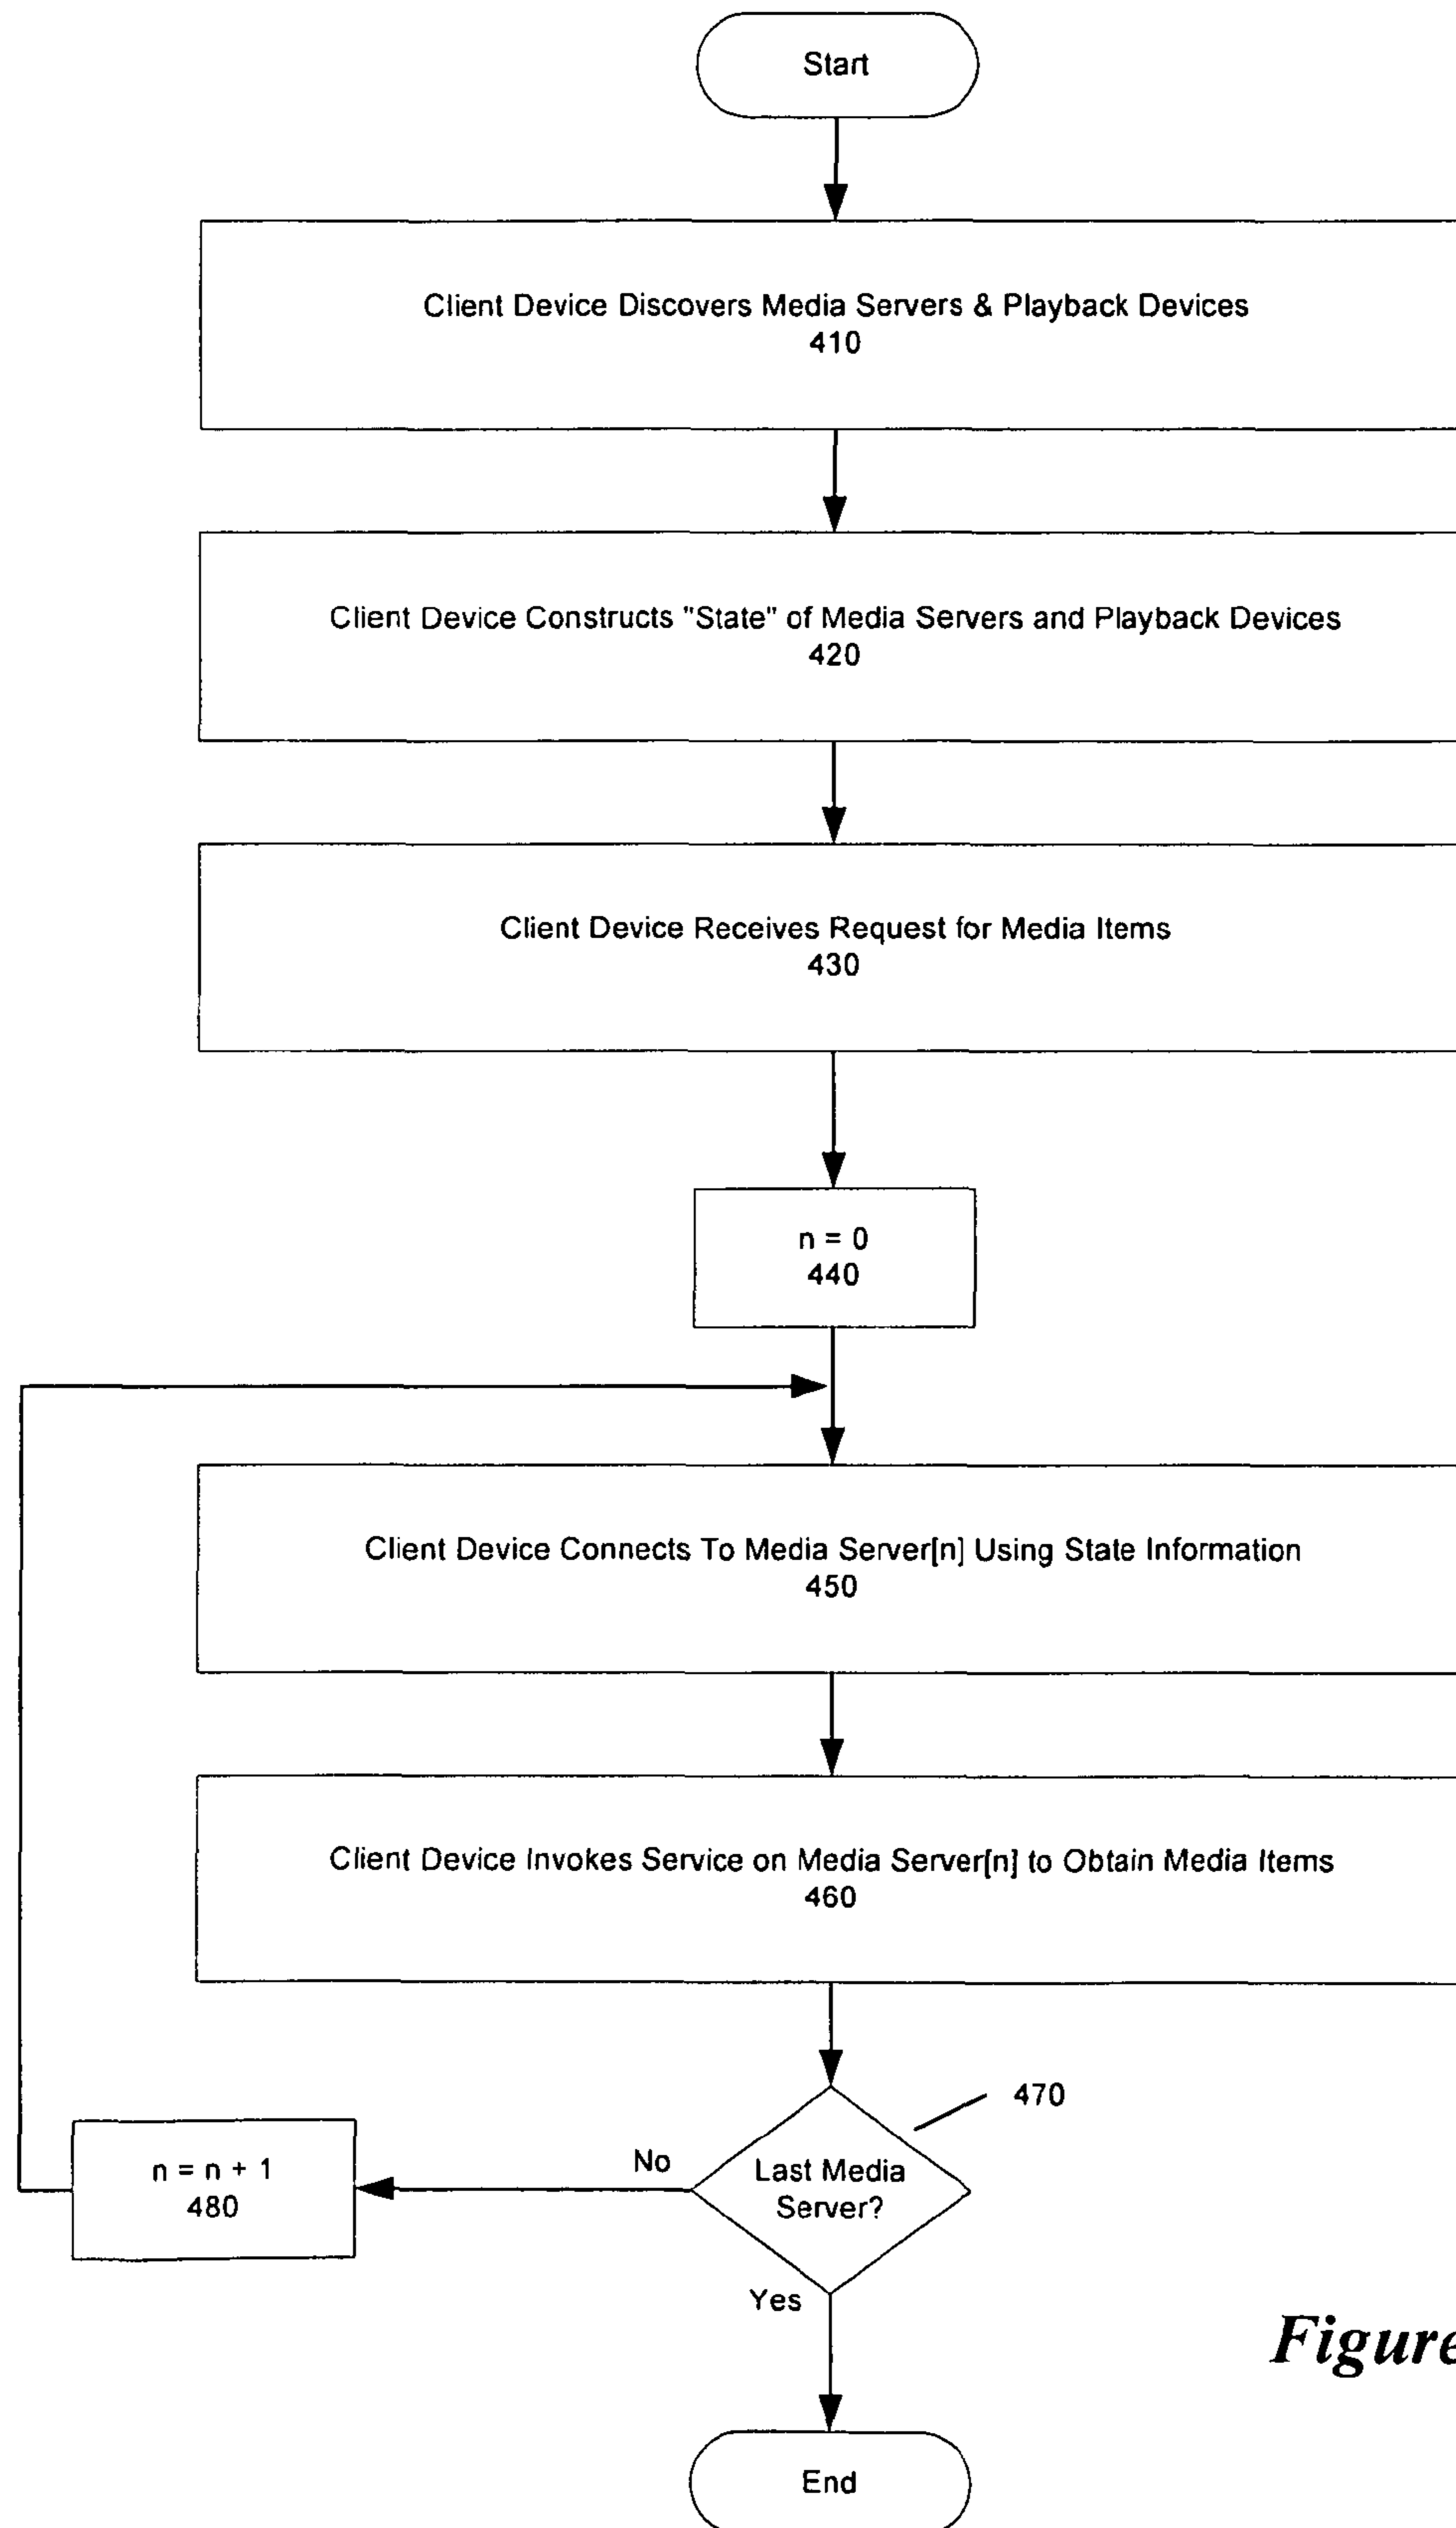 Start
Client Device Discovers Media Servers & Playback Devices
410
Client Device Constructs "State" of Media Servers and Playback Devices
420
Client Device Receives Request for Media Items
430
n = 0
440
Client Device Connects To Media Server[n] Using State Information
450
Client Device Invokes Service on Media Server[n] to Obtain Media Items
460
470
Last Media
Server?
No
n = n + 1
480
Yes
Figure
End